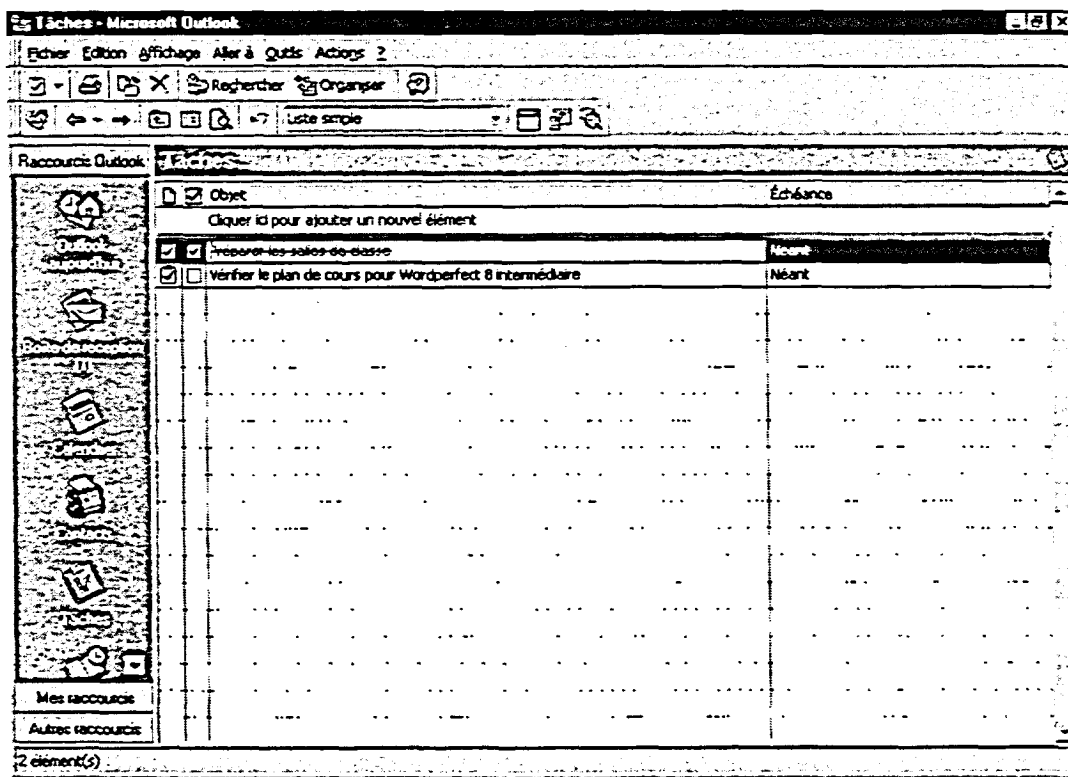 Tâches - Microsoft Outlook
Fichier Edition Affichage Aller à Outils Actions ?
Rechercher Organiser
Liste simple
Raccourcis Outlook
Tâches
Objet Échéance
Cliquer ici pour ajouter un nouvel élément
Préparer les salles de classe Néant
Vérifier le plan de cours pour Wordperfect 8 intermédiaire Néant
Outlook
Mes raccourcis
Autres raccourcis
2 élément(s)